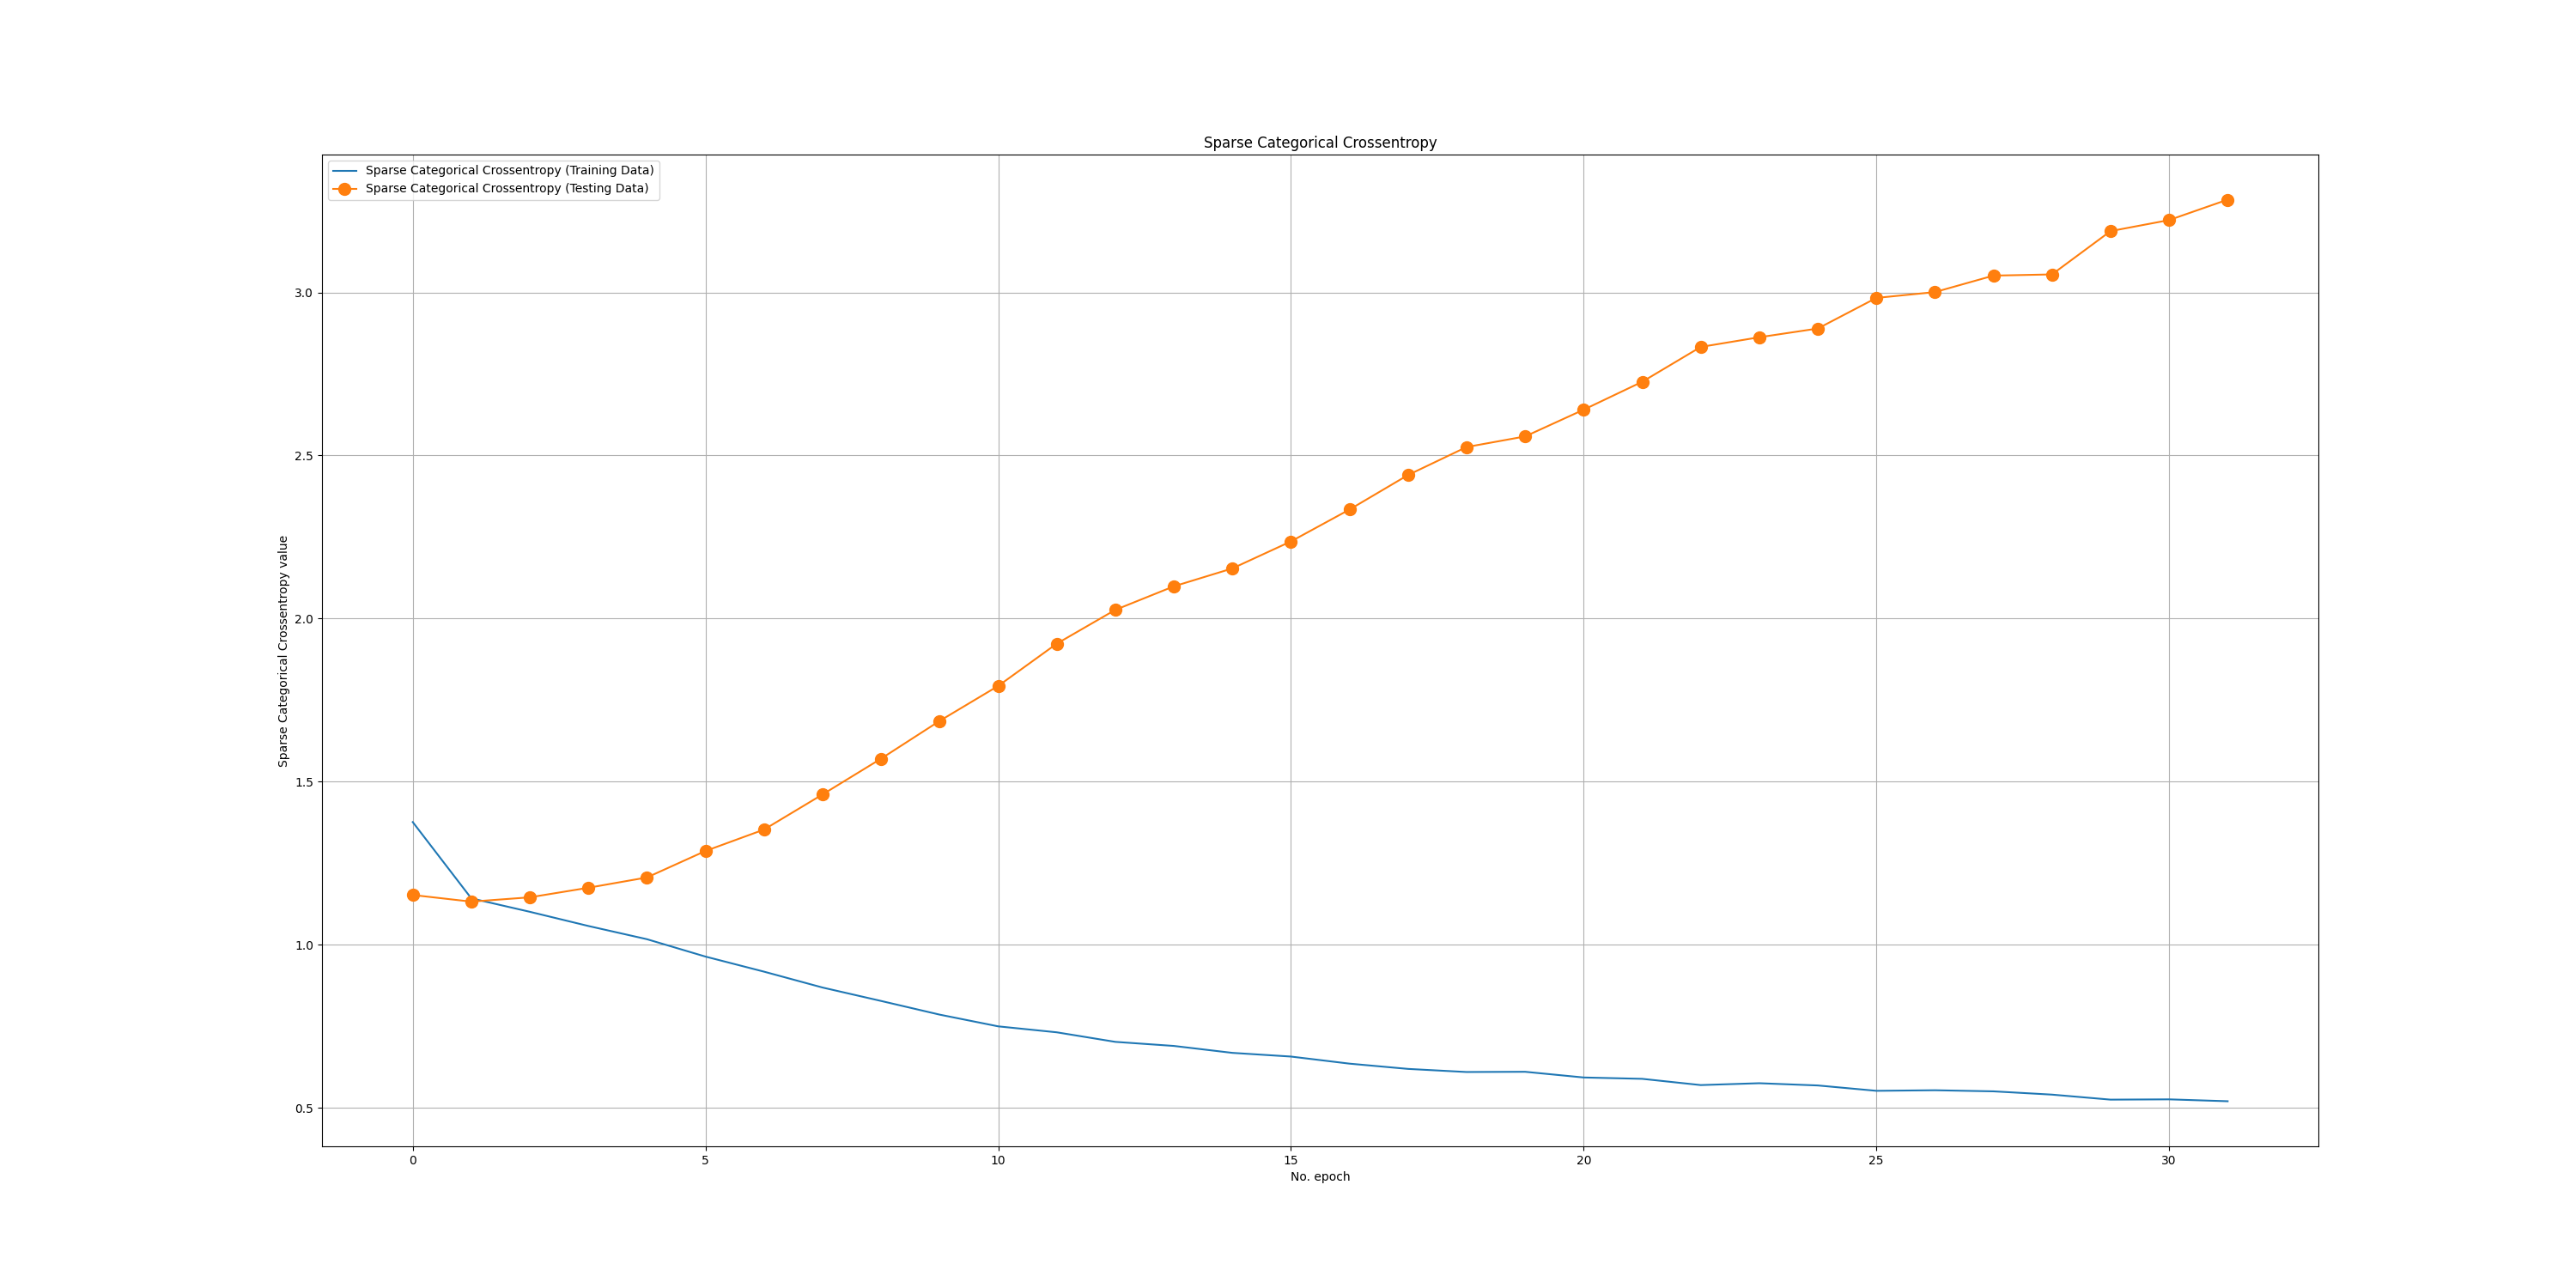 Sparse Categorical Crossentropy
Sparse Categorical Crossentropy (Training Data)
Sparse Categorical Crossentropy (Testing Data)
Sparse Categorical Crossentropy value
3.0
2.5
2.0
1.5
1.0
0.5
0 5 10 15 20 25 30
No. epoch